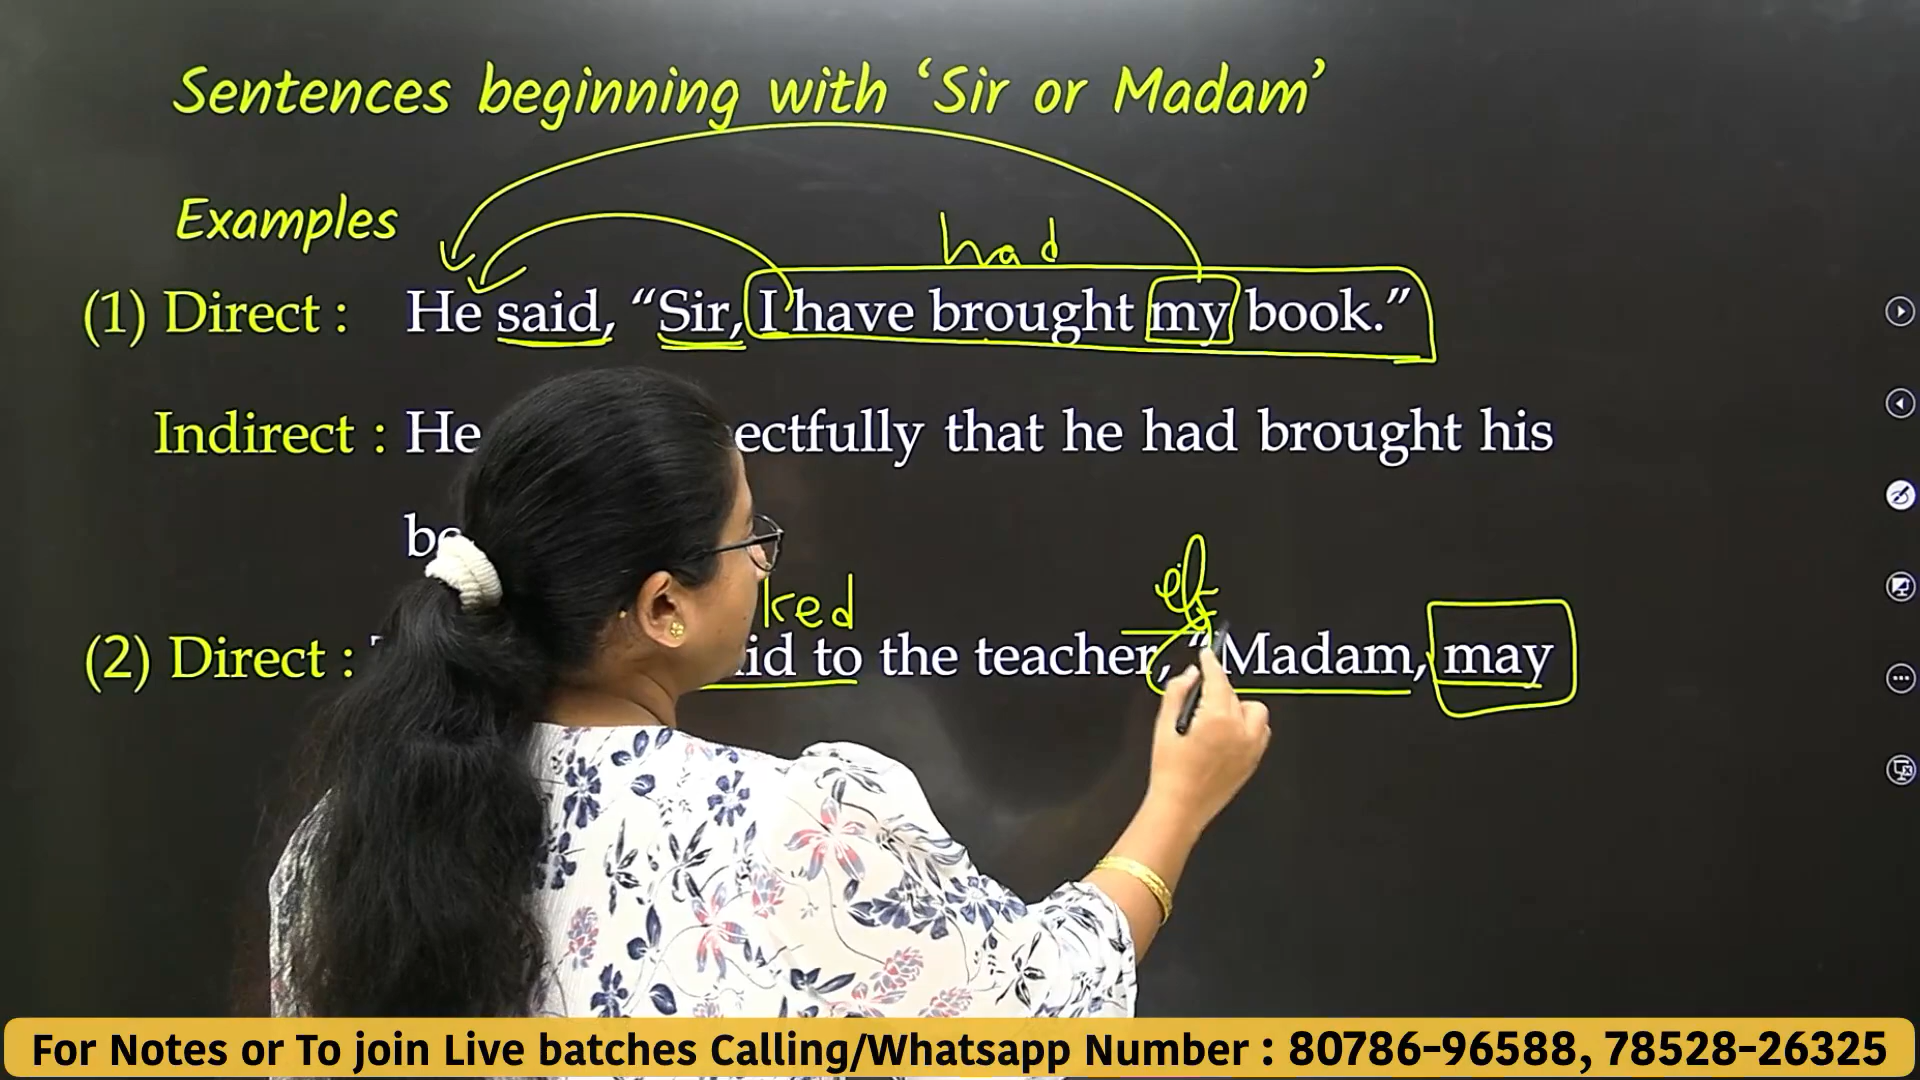 Sentences beginning with ‘Sir or Madam’
Examples
had
(1) Direct : He said, “Sir, I have brought my book.”
Indirect : He ectfully that he had brought his
ked
if
(2) Direct : id to the teacher, “Madam, may
For Notes or To join Live batches Calling/Whatsapp Number : 80786-96588, 78528-26325